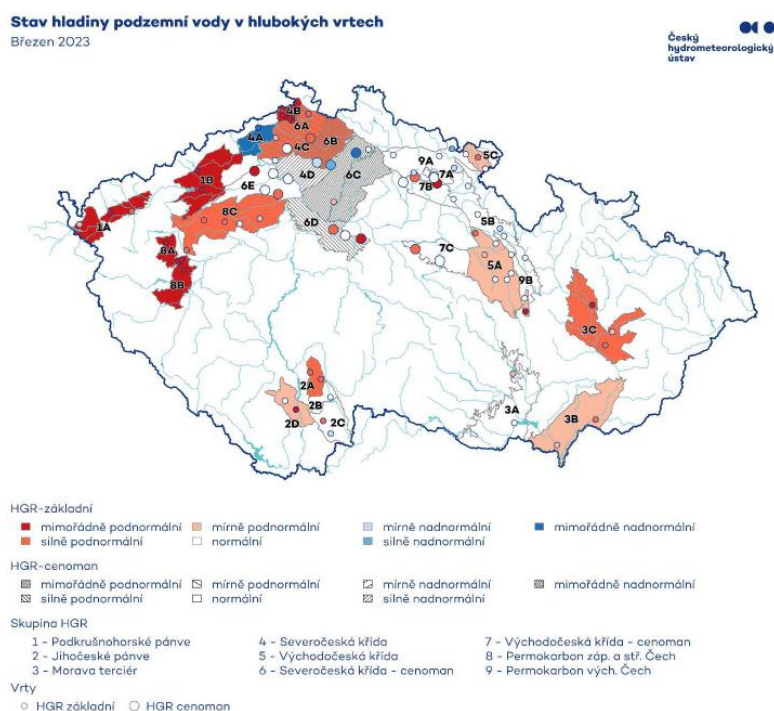 Stav hladiny podzemní vody v hlubokých vrtech
Březen 2023
Český
hydrometeorologický
ústav
4B
6A
4A
6B
4C
5C
9A
7A
4D
6C
1B
7B
6E
8C
1A
6D
5B
8A
7C
5A
8B
9B
3C
2A
2B
3A
3B
2D
2C
HGR-základní
mimořádně podnormální mírně podnormální mírně nadnormální mimořádně nadnormální
silně podnormální normální silně nadnormální
HGR-cenoman
mimořádně podnormální mírně podnormální mírně nadnormální mimořádně nadnormální
silně podnormální normální silně nadnormální
Skupina HGR
1 - Podkrušnohorské pánve 4 - Severočeská křída 7 - Východočeská křída - cenoman
2 - Jihočeské pánve 5 - Východočeská křída 8 - Permokarbon záp. a stř. Čech
3 - Morava terciér 6 - Severočeská křída - cenoman 9 - Permokarbon vých. Čech
Vrty
HGR základní HGR cenoman